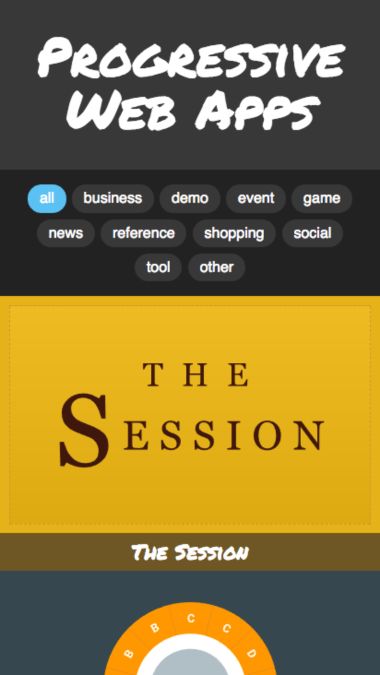 Progressive
Web Apps
all business demo event game
news reference shopping social
tool other
THE
SESSION
The Session
B B C C D